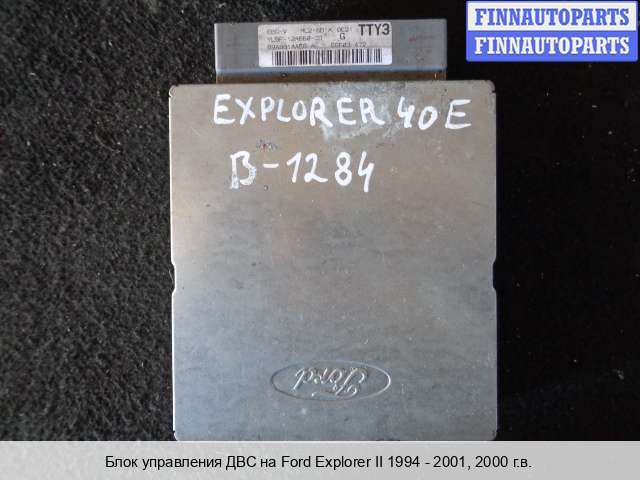 FINNAUTOPARTS
FINNAUTOPARTS
TTY3
G
EXPLORER 40E
B-1284
Ford
Блок управления ДВС на Ford Explorer II 1994 - 2001, 2000 г.в.